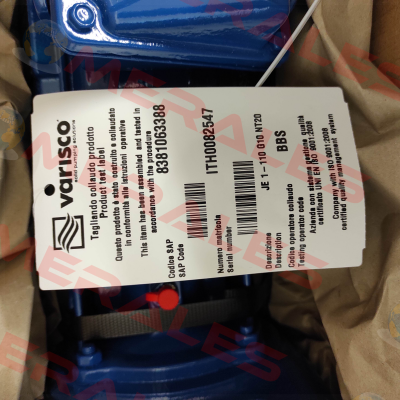 varisco
solid pumping solutions
Tagliando collaudo prodotto
Product test label
Questo prodotto è stato costruito e collaudato
in conformità alle istruzioni operative
This item has been assembled and tested in
accordance with the procedure
Codice SAP
SAP Code
8381063388
Numero matricola
Serial number
ITH0082547
Descrizione
Description
JE 1 - 110 G10 NT20
Codice operatore collaudo
Testing operator code
BBS
Azienda con sistema gestione qualità
certificato UNI EN ISO 9001:2008
Company with ISO 9001:2008
certified quality management system